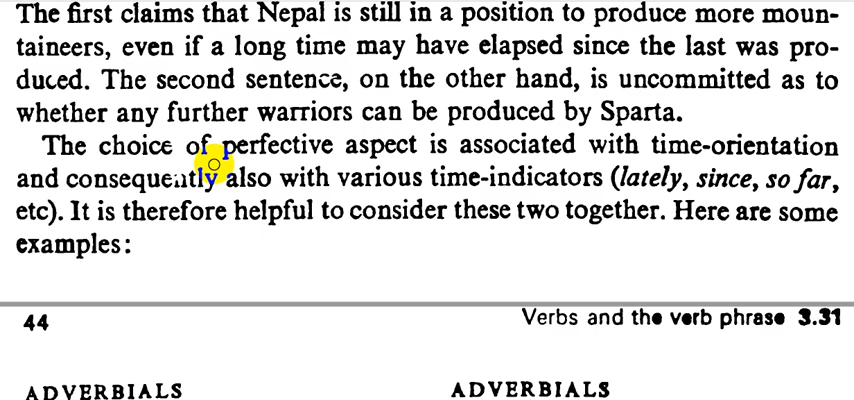 The first claims that Nepal is still in a position to produce more moun-
taineers, even if a long time may have elapsed since the last was pro-
duced. The second sentence, on the other hand, is uncommitted as to
whether any further warriors can be produced by Sparta.
The choice of perfective aspect is associated with time-orientation
and consequently also with various time-indicators (lately, since, so far,
etc). It is therefore helpful to consider these two together. Here are some
examples:
44 Verbs and the verb phrase 3.31
ADVERBIALS ADVERBIALS